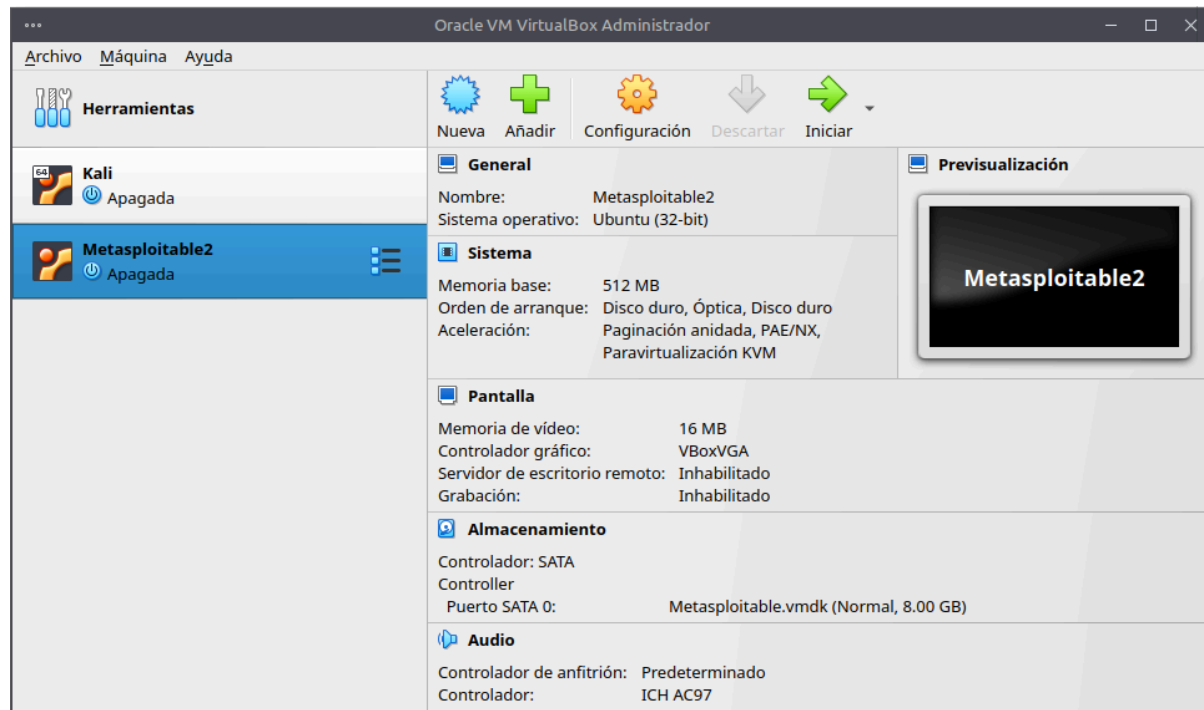 Oracle VM VirtualBox Administrador
Archivo Máquina Ayuda
Herramientas
Nueva Añadir Configuración Descartar Iniciar
64
Kali
Apagada
Metasploitable2
Apagada
General
Nombre: Metasploitable2
Sistema operativo: Ubuntu (32-bit)
Previsualización
Metasploitable2
Sistema
Memoria base: 512 MB
Orden de arranque: Disco duro, Óptica, Disco duro
Aceleración: Paginación anidada, PAE/NX,
Paravirtualización KVM
Pantalla
Memoria de vídeo: 16 MB
Controlador gráfico: VBoxVGA
Servidor de escritorio remoto: Inhabilitado
Grabación: Inhabilitado
Almacenamiento
Controlador: SATA
Controller
Puerto SATA 0: Metasploitable.vmdk (Normal, 8.00 GB)
Audio
Controlador de anfitrión: Predeterminado
Controlador: ICH AC97